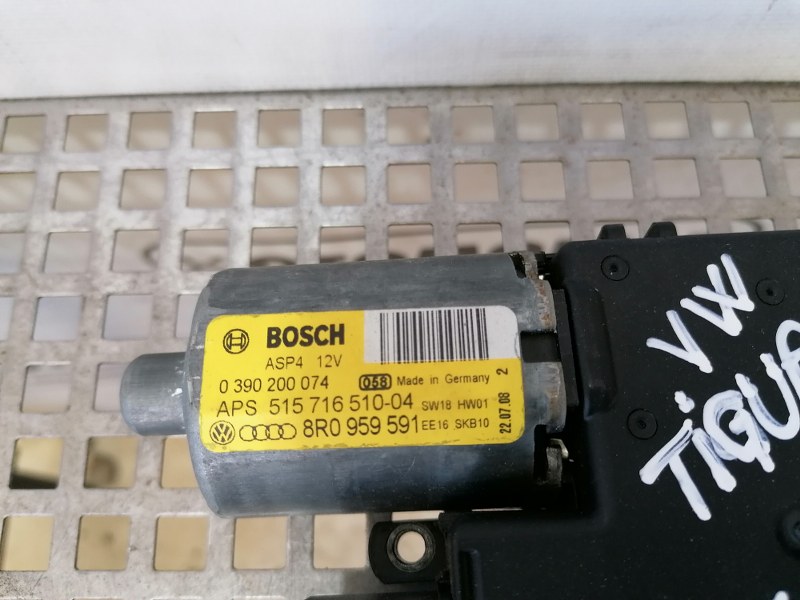 BOSCH
ASP4 12V
0 390 200 074 058 Made in Germany 2
APS 515 716 510-04 SW18 HW01
8R0 959 591 EE16 SKB10
22.07.08
VW